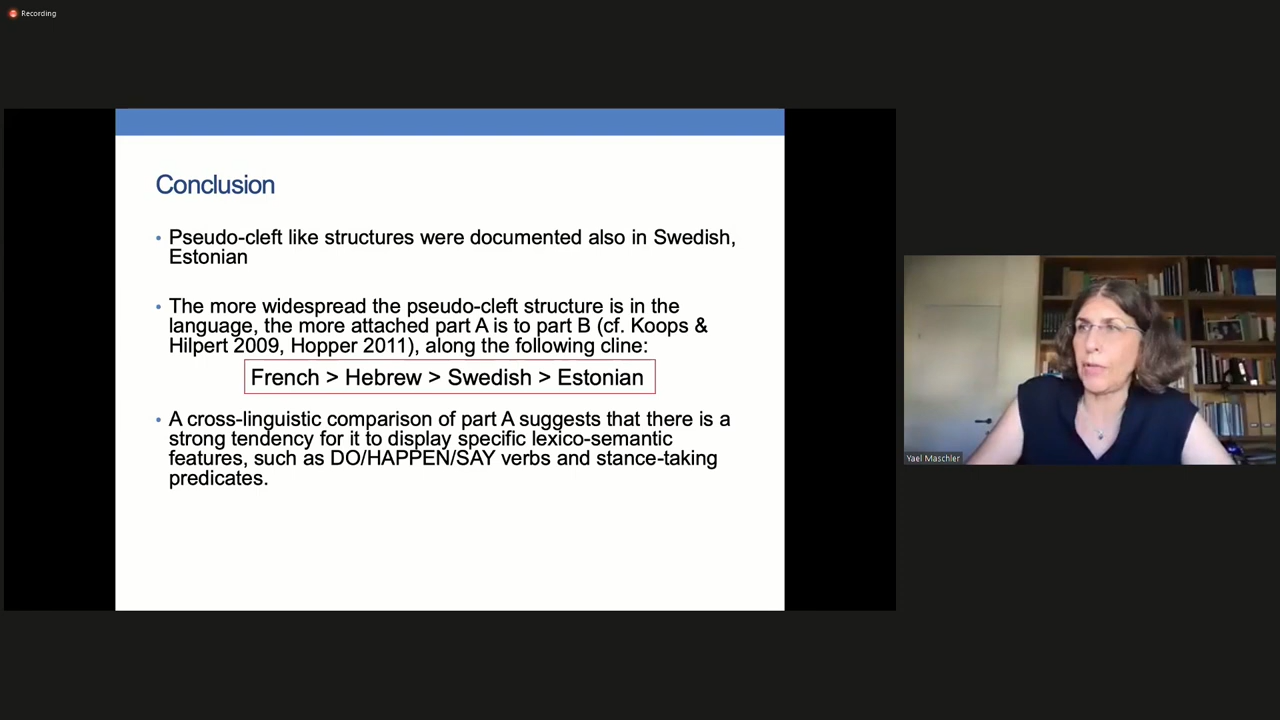 Recording
Conclusion
• Pseudo-cleft like structures were documented also in Swedish,
Estonian
• The more widespread the pseudo-cleft structure is in the
language, the more attached part A is to part B (cf. Koops &
Hilpert 2009, Hopper 2011), along the following cline:
French > Hebrew > Swedish > Estonian
• A cross-linguistic comparison of part A suggests that there is a
strong tendency for it to display specific lexico-semantic
features, such as DO/HAPPEN/SAY verbs and stance-taking
predicates.
Yael Maschler